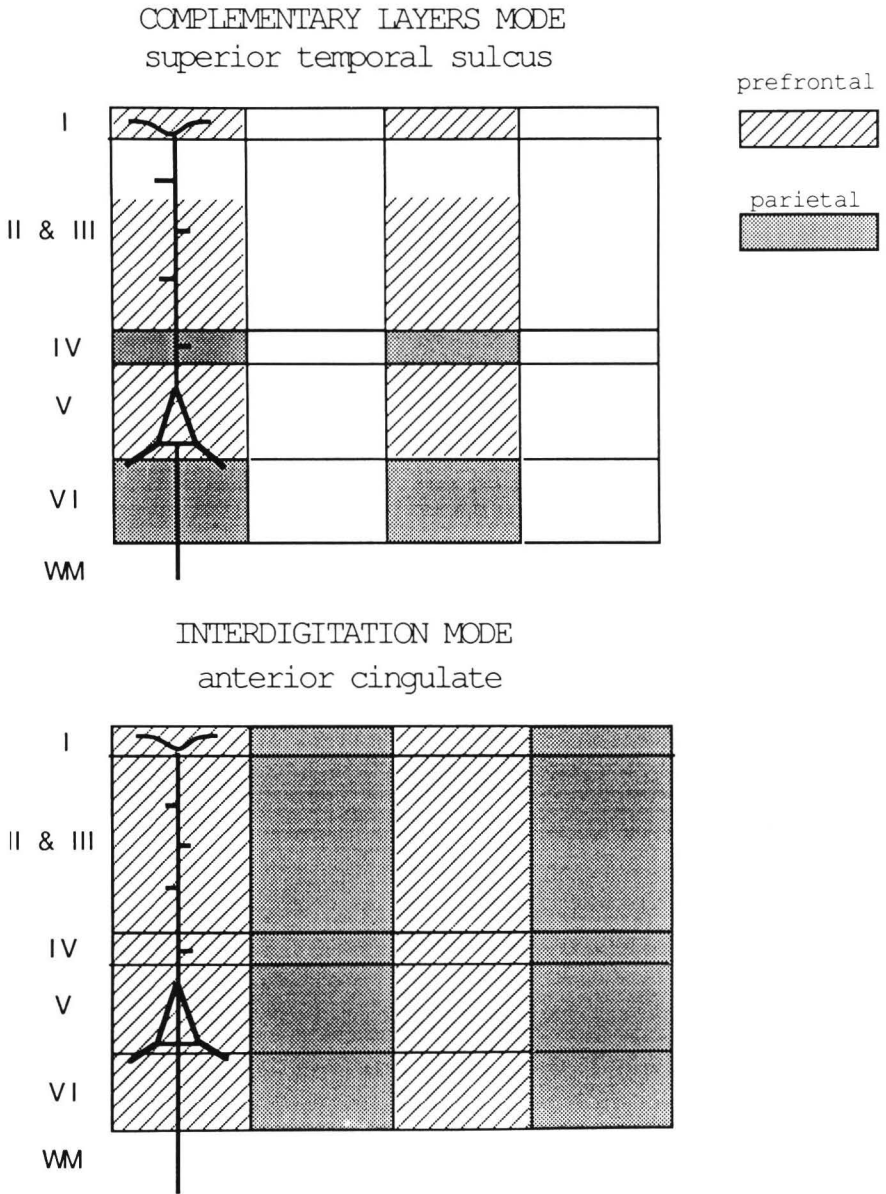 COMPLEMENTARY LAYERS MODE
superior temporal sulcus
prefrontal
parietal
I
II & III
IV
V
VI
WM
INTERDIGITATION MODE
anterior cingulate
I
II & III
IV
V
VI
WM